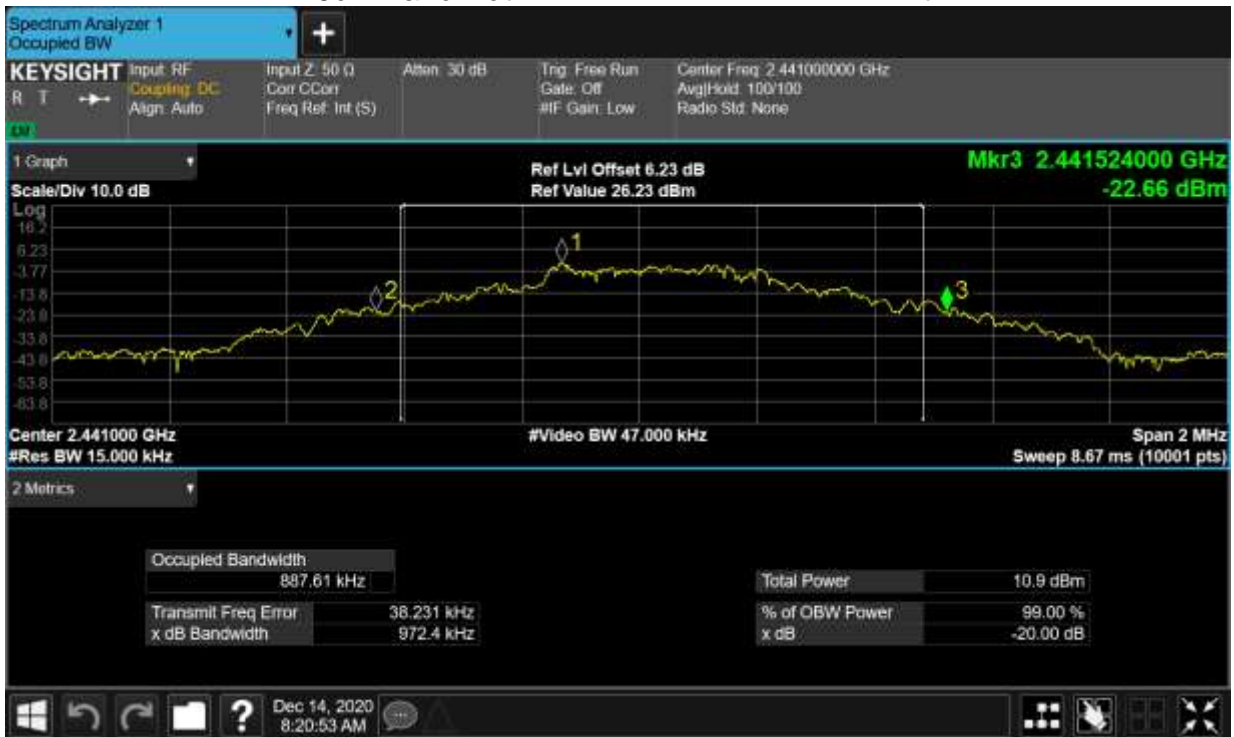 Spectrum Analyzer 1
Occupied BW
+
KEYSIGHT Input: RF Input Z: 50 Ω Atten: 30 dB Trig: Free Run Center Freq: 2.441000000 GHz
R T Coupling: DC Corr CCorr Gate: Off Avg|Hold: 100/100
Align: Auto Freq Ref: Int (S) #IF Gain: Low Radio Std: None
1 Graph
Scale/Div 10.0 dB
Ref Lvl Offset 6.23 dB
Ref Value 26.23 dBm
Mkr3 2.441524000 GHz
-22.66 dBm
Log
16.2
6.23
-3.77
-13.8
-23.8
-33.8
-43.8
-53.8
-63.8
1
2
3
Center 2.441000 GHz #Video BW 47.000 kHz Span 2 MHz
#Res BW 15.000 kHz Sweep 8.67 ms (10001 pts)
2 Metrics
Occupied Bandwidth
887.61 kHz
Total Power 10.9 dBm
Transmit Freq Error 38.231 kHz % of OBW Power 99.00 %
x dB Bandwidth 972.4 kHz x dB -20.00 dB
?
Dec 14, 2020
8:20:53 AM